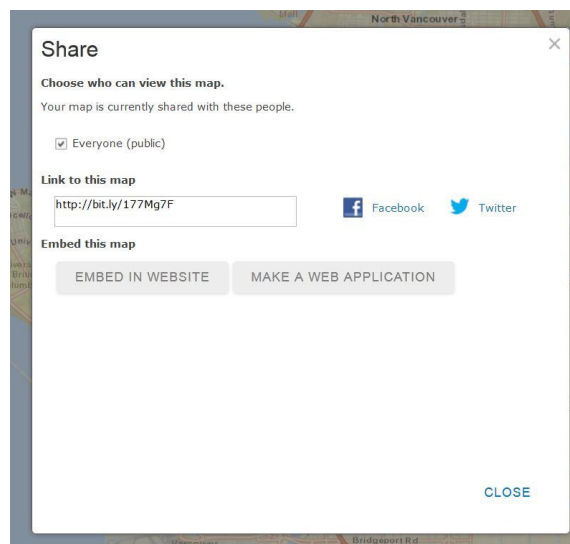 North Vancouver
Share
Choose who can view this map.
Your map is currently shared with these people.
Everyone (public)
Link to this map
http://bit.ly/177Mg7F
Facebook Twitter
Embed this map
EMBED IN WEBSITE MAKE A WEB APPLICATION
CLOSE
Bridgeport Rd